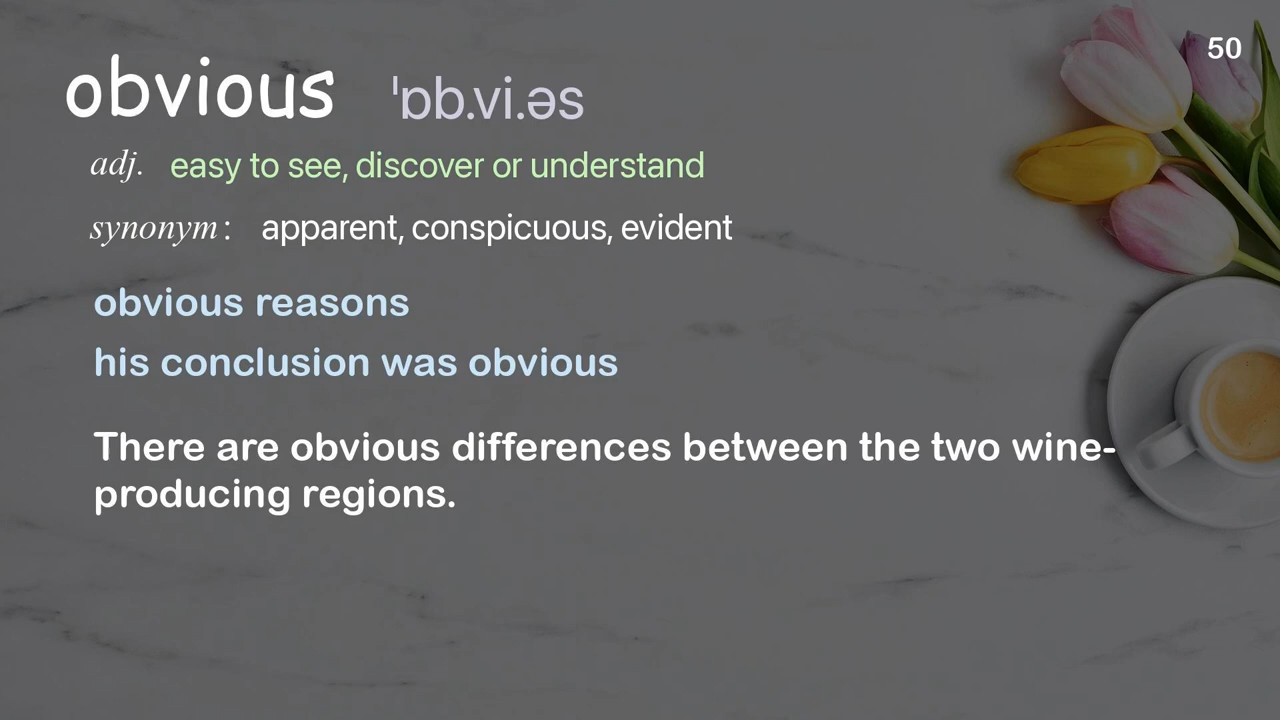 50
obvious ˈɒb.vi.əs
adj. easy to see, discover or understand
synonym: apparent, conspicuous, evident
obvious reasons
his conclusion was obvious
There are obvious differences between the two wine-
producing regions.